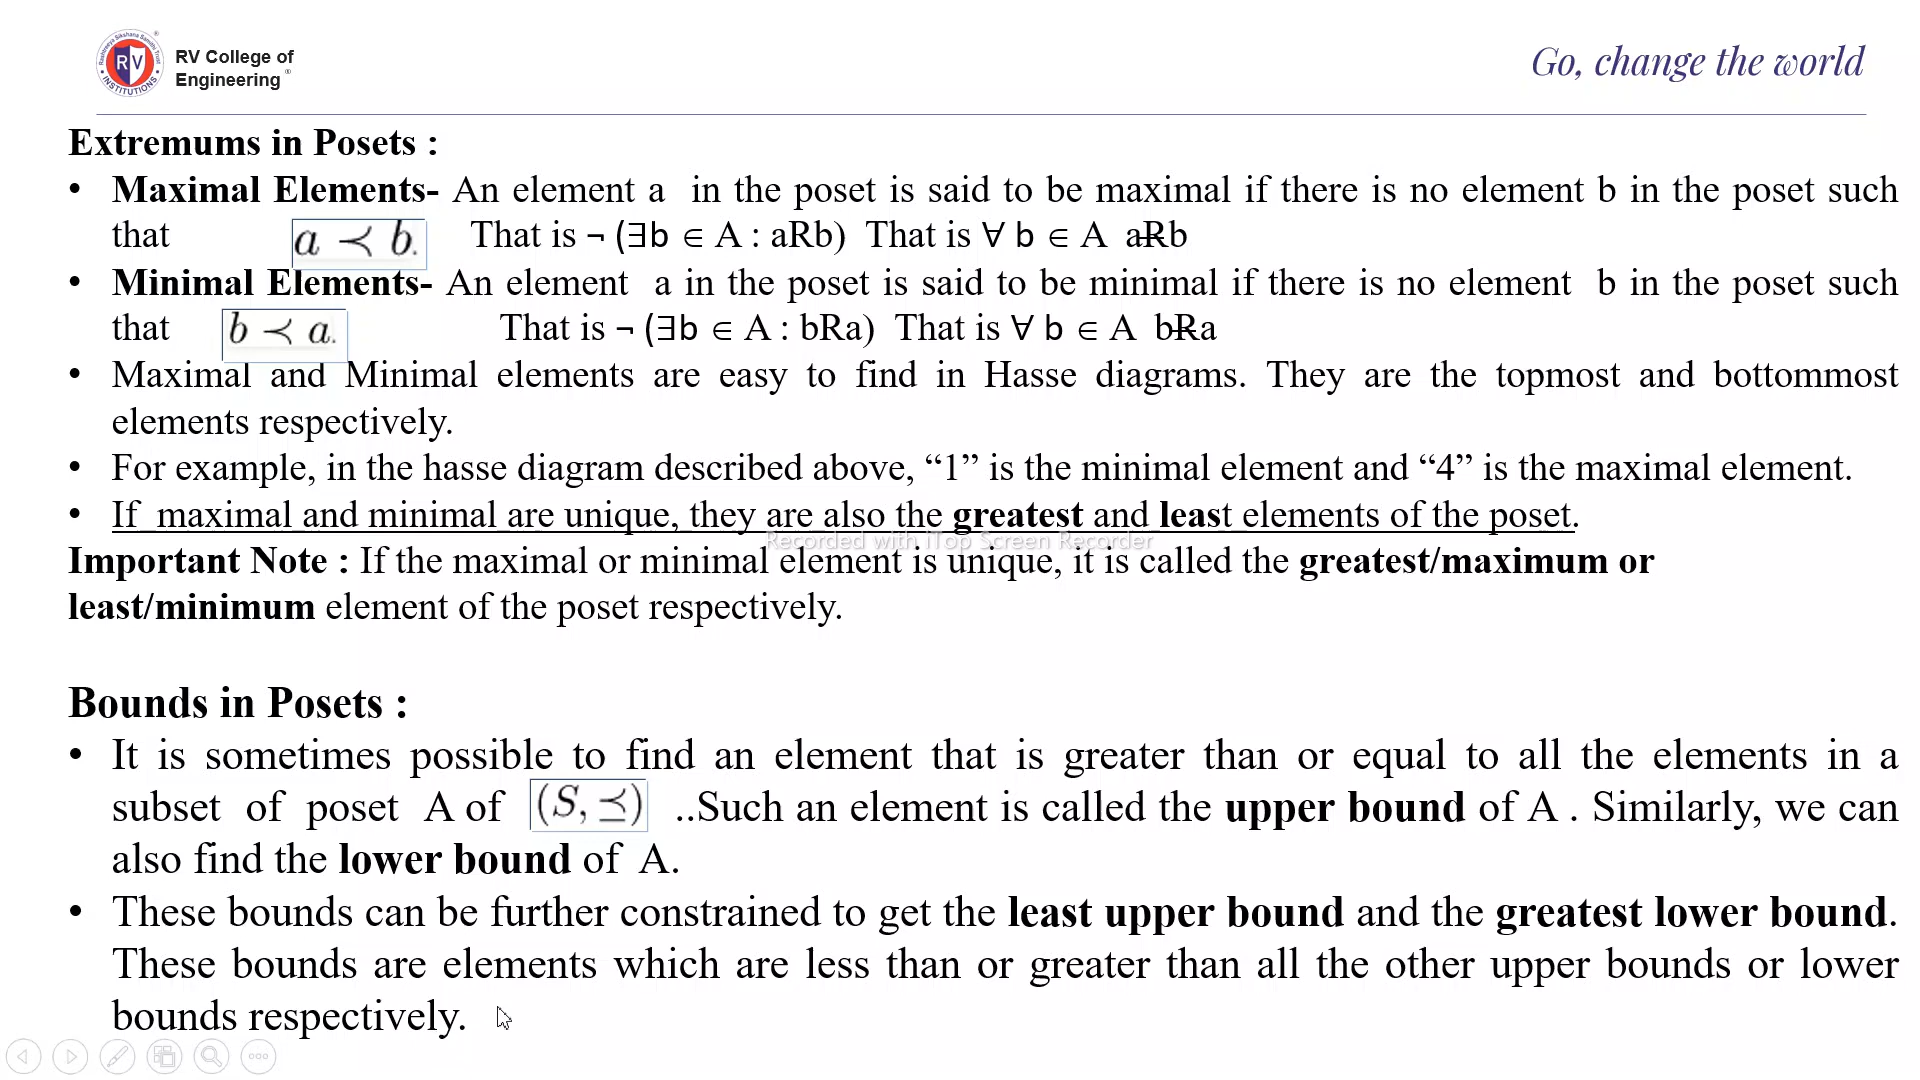 RV College of
Engineering ®
Go, change the world
Extremums in Posets :
• Maximal Elements- An element a in the poset is said to be maximal if there is no element b in the poset such
that a ≺ b. That is ¬ (∃b ∈ A : aRb) That is ∀ b ∈ A aR̶b
• Minimal Elements- An element a in the poset is said to be minimal if there is no element b in the poset such
that b ≺ a. That is ¬ (∃b ∈ A : bRa) That is ∀ b ∈ A bR̶a
• Maximal and Minimal elements are easy to find in Hasse diagrams. They are the topmost and bottommost
elements respectively.
• For example, in the hasse diagram described above, “1” is the minimal element and “4” is the maximal element.
• If maximal and minimal are unique, they are also the greatest and least elements of the poset.
Recorded with iTop Screen Recorder
Important Note : If the maximal or minimal element is unique, it is called the greatest/maximum or
least/minimum element of the poset respectively.
Bounds in Posets :
• It is sometimes possible to find an element that is greater than or equal to all the elements in a
subset of poset A of (S, ⪯) ..Such an element is called the upper bound of A . Similarly, we can
also find the lower bound of A.
• These bounds can be further constrained to get the least upper bound and the greatest lower bound.
These bounds are elements which are less than or greater than all the other upper bounds or lower
bounds respectively.